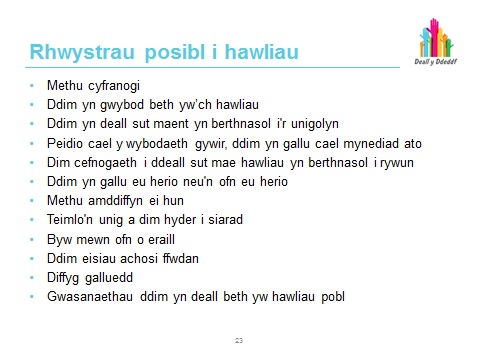 Rhwystrau posibl i hawliau
Deall y Ddeddf
• Methu cyfranogi
• Ddim yn gwybod beth yw'ch hawliau
• Ddim yn deall sut maent yn berthnasol i'r unigolyn
• Peidio cael y wybodaeth gywir, ddim yn gallu cael mynediad ato
• Dim cefnogaeth i ddeall sut mae hawliau yn berthnasol i rywun
• Ddim yn gallu eu herio neu'n ofn eu herio
• Methu amddiffyn ei hun
• Teimlo'n unig a dim hyder i siarad
• Byw mewn ofn o eraill
• Ddim eisiau achosi ffwdan
• Diffyg galluedd
• Gwasanaethau ddim yn deall beth yw hawliau pobl
23